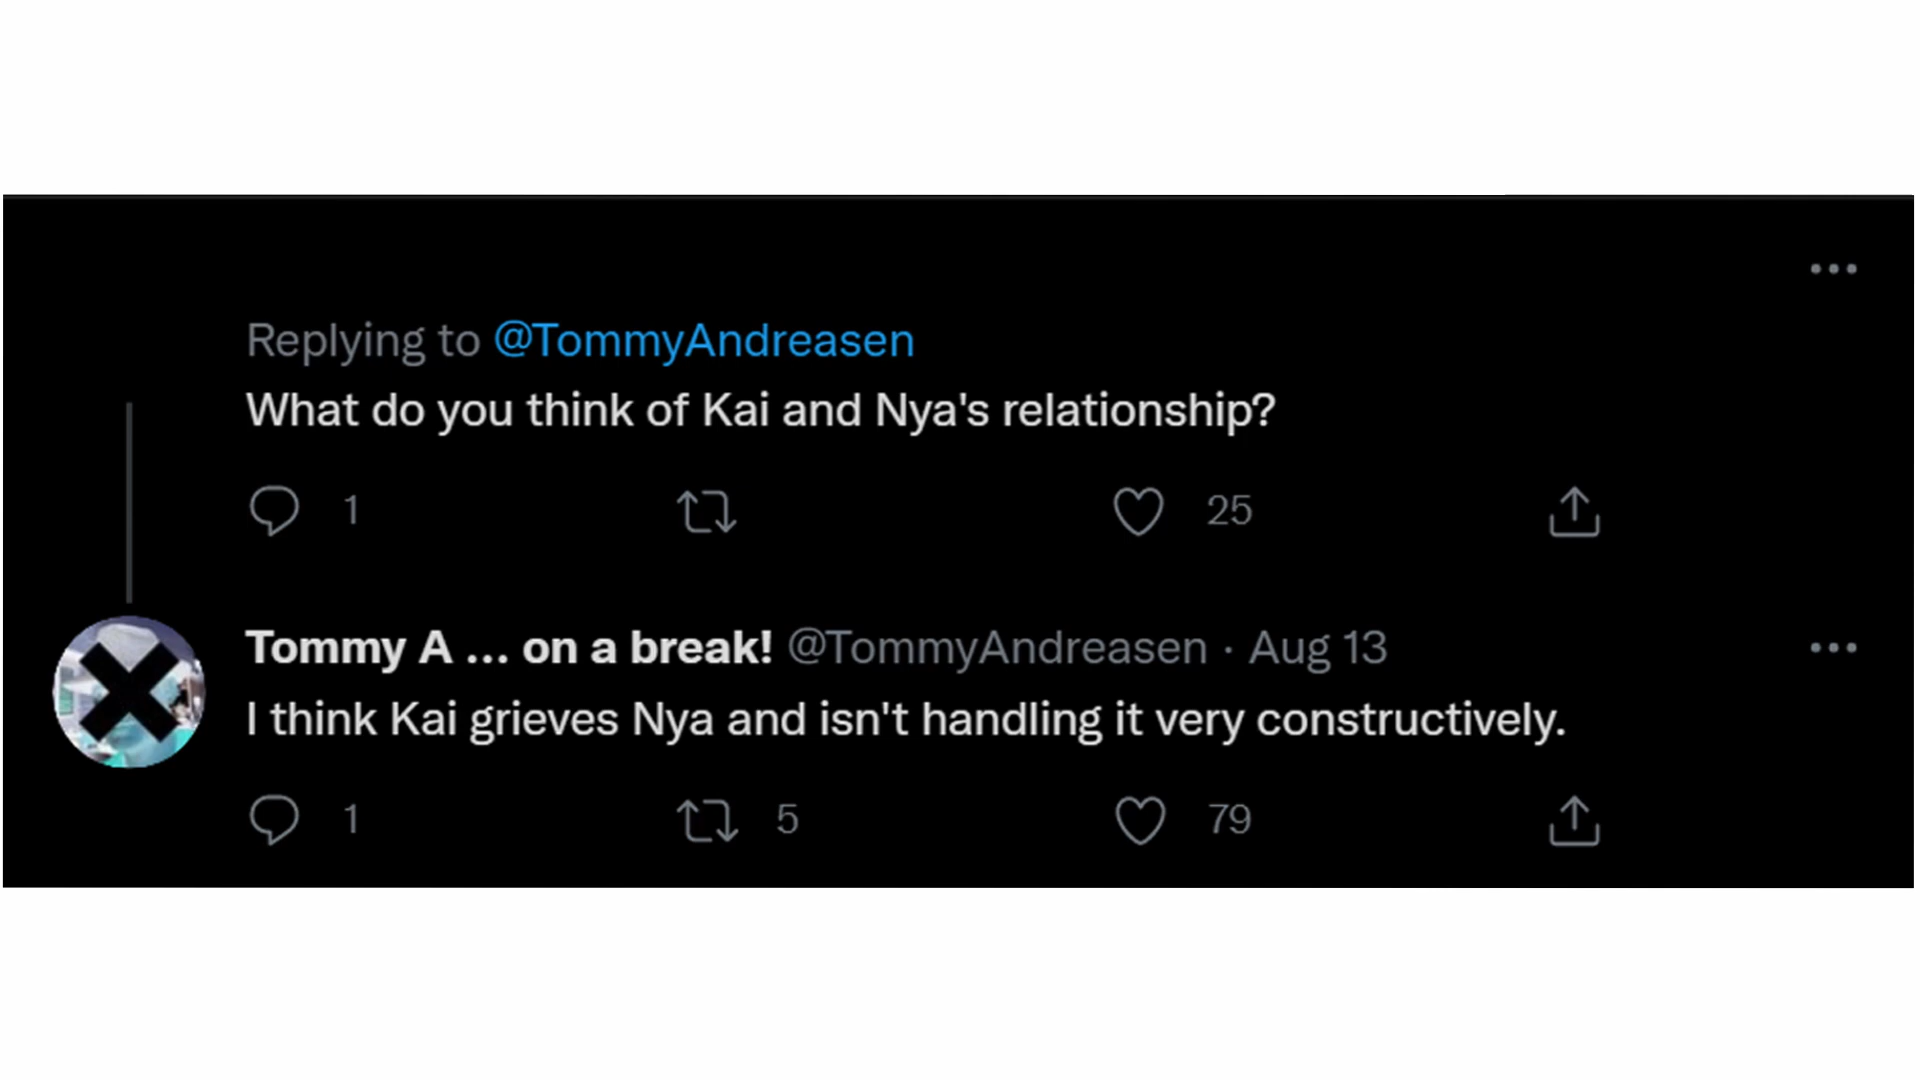 Replying to @TommyAndreasen
What do you think of Kai and Nya's relationship?
1 25
Tommy A ... on a break! @TommyAndreasen · Aug 13
I think Kai grieves Nya and isn't handling it very constructively.
1 5 79